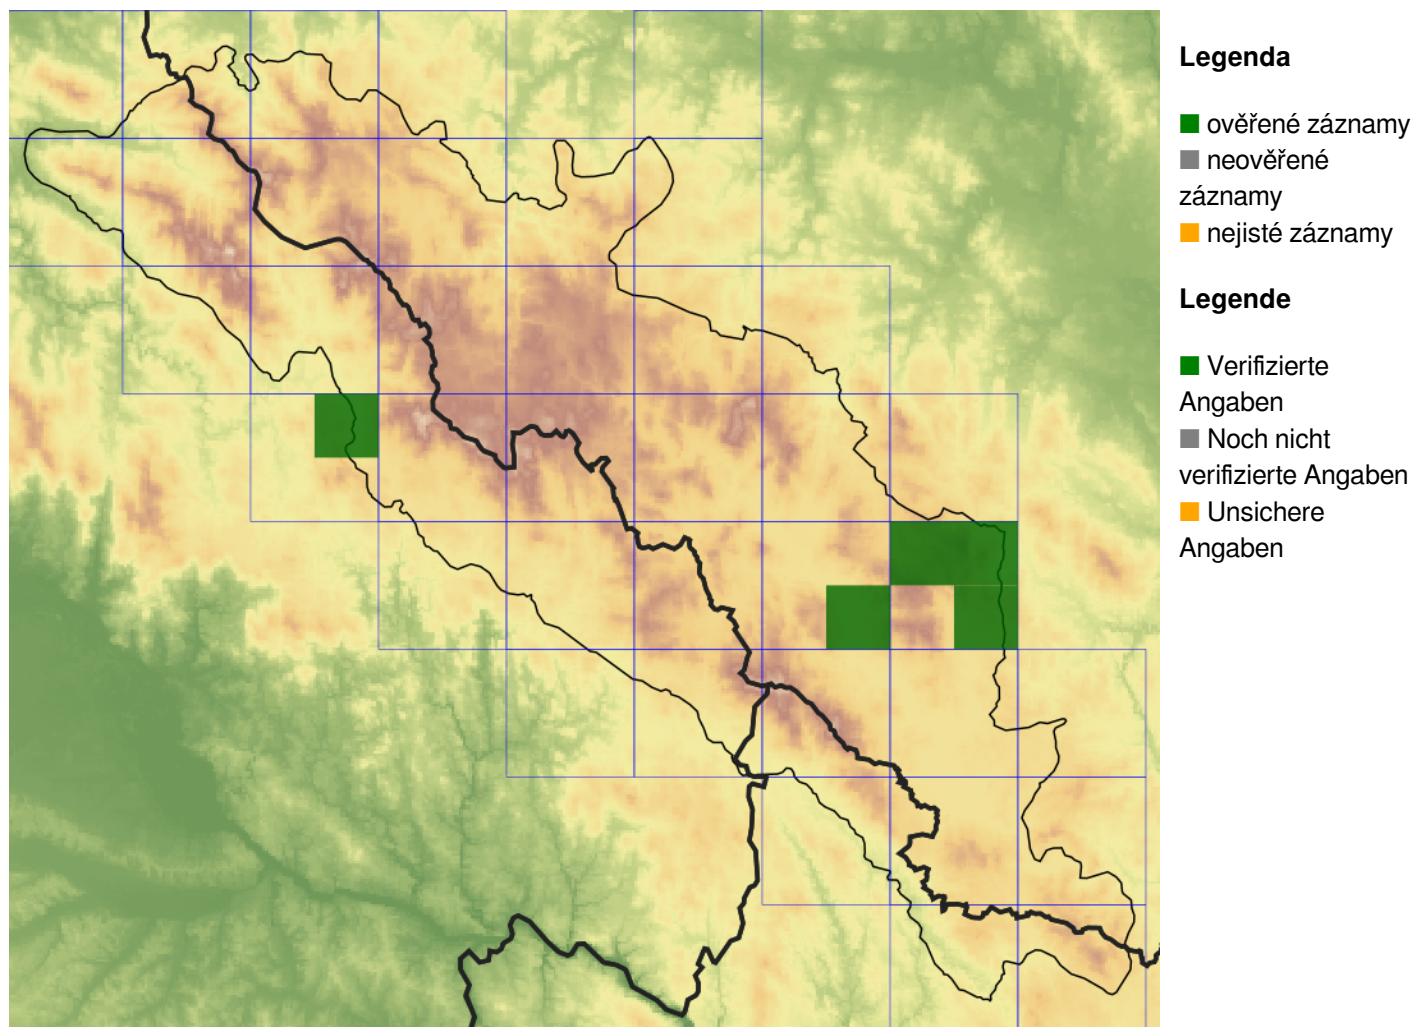 Legenda
ověřené záznamy
neověřené
záznamy
nejisté záznamy
Legende
Verifizierte
Angaben
Noch nicht
verifizierte Angaben
Unsichere
Angaben